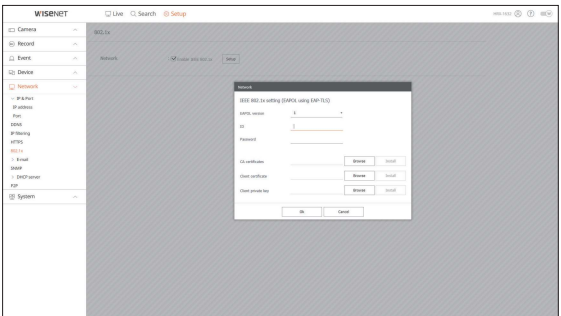 WISENET
Live Search Setup
Camera
Record
Event
Device
Network
IP & Port
IP address
Port
DDNS
IP filtering
HTTPS
802.1x
E-mail
SNMP
DHCP server
P2P
System
802.1x
Network
Setup
Network
IEEE 802.1x setting (EAPOL using EAP-TLS)
EAPOL version
ID
Password
CA certificates Browse Install
Client certificate Browse Install
Client private key Browse Install
OK Cancel